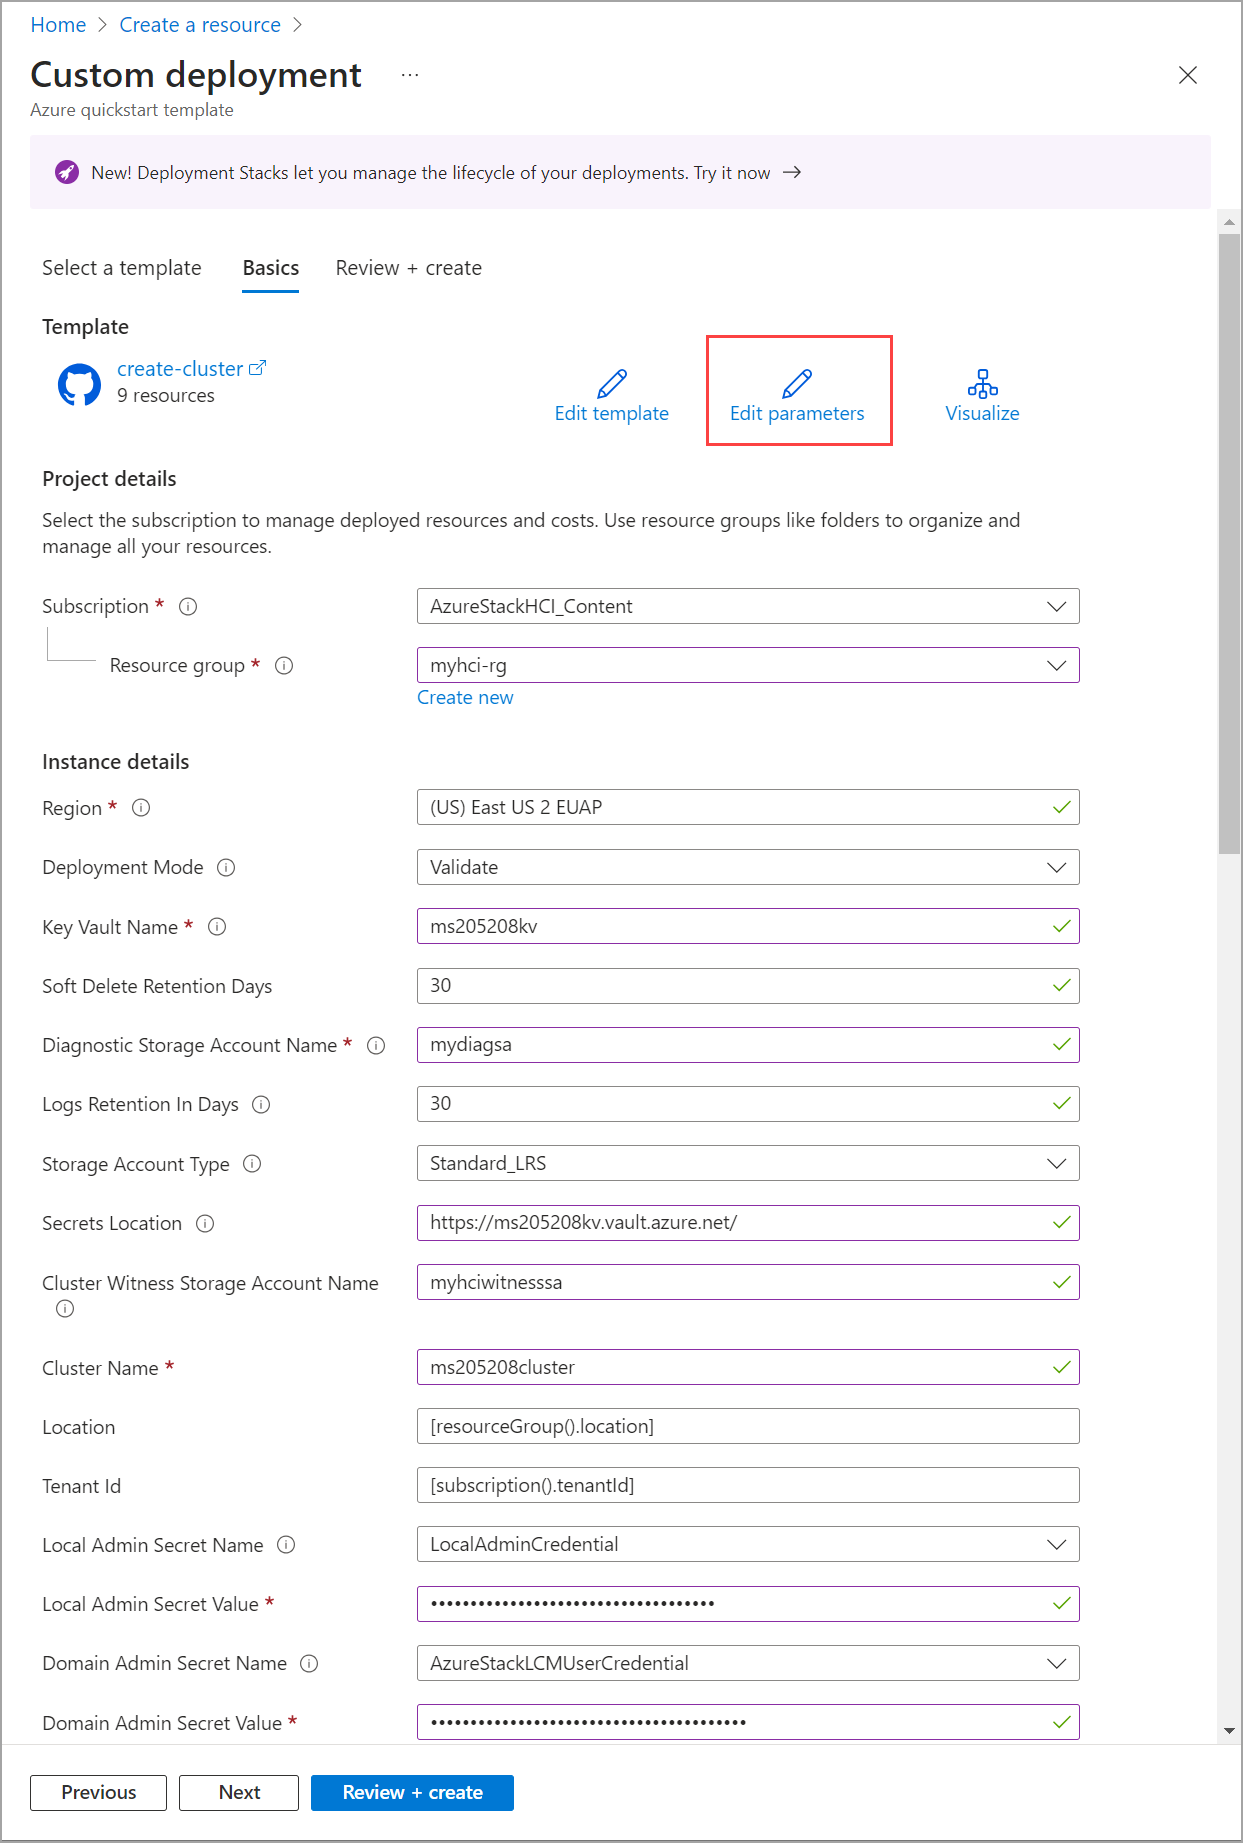 Home > Create a resource >
Custom deployment ...
Azure quickstart template
New! Deployment Stacks let you manage the lifecycle of your deployments. Try it now →
Select a template Basics Review + create
Template
create-cluster
9 resources
Edit template Edit parameters Visualize
Project details
Select the subscription to manage deployed resources and costs. Use resource groups like folders to organize and
manage all your resources.
Subscription * AzureStackHCI_Content
Resource group * myhci-rg
Create new
Instance details
Region * (US) East US 2 EUAP
Deployment Mode Validate
Key Vault Name * ms205208kv
Soft Delete Retention Days 30
Diagnostic Storage Account Name * mydiagsa
Logs Retention In Days 30
Storage Account Type Standard_LRS
Secrets Location https://ms205208kv.vault.azure.net/
Cluster Witness Storage Account Name myhciwitnesssa
Cluster Name * ms205208cluster
Location [resourceGroup().location]
Tenant Id [subscription().tenantId]
Local Admin Secret Name LocalAdminCredential
Local Admin Secret Value * ••••••••••••••••••••••••••••••••••••
Domain Admin Secret Name AzureStackLCMUserCredential
Domain Admin Secret Value * ••••••••••••••••••••••••••••••••••••••••
Previous Next Review + create